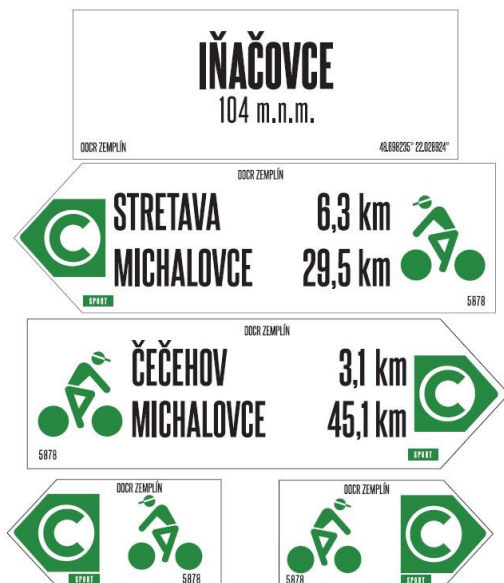 IŇAČOVCE
104 m.n.m.
OOCR ZEMPLÍN 48.698235° 22.028924°
OOCR ZEMPLÍN
C STRETAVA 6,3 km
MICHALOVCE 29,5 km
SPORT 5878
OOCR ZEMPLÍN
ČEČEHOV 3,1 km C
MICHALOVCE 45,1 km
5878 SPORT
OOCR ZEMPLÍN
C
SPORT 5878
OOCR ZEMPLÍN
C
5878 SPORT